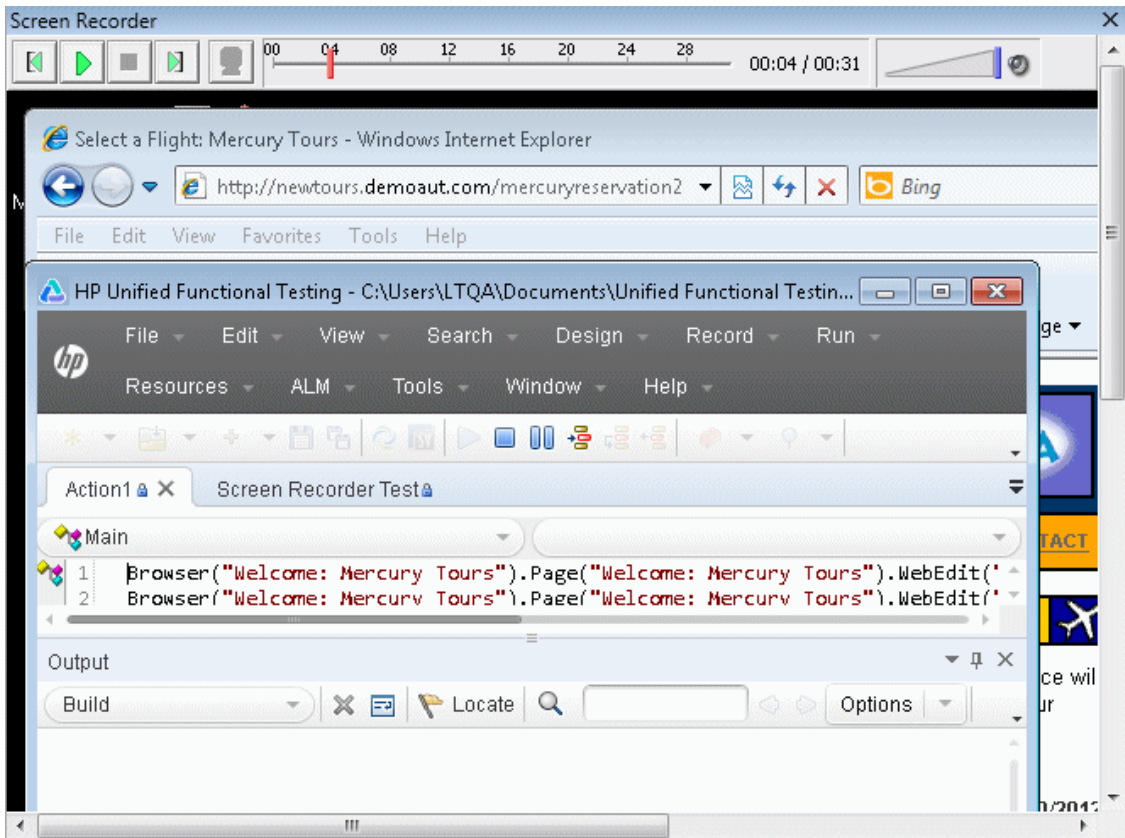 Screen Recorder
00 04 08 12 16 20 24 28
00:04 / 00:31
Select a Flight: Mercury Tours - Windows Internet Explorer
http://newtours.demoaut.com/mercuryreservation2
Bing
File Edit View Favorites Tools Help
HP Unified Functional Testing - C:\Users\LTQA\Documents\Unified Functional Testin...
ge
hp
File Edit View Search Design Record Run
Resources ALM Tools Window Help
Action1 Screen Recorder Test
Main
TACT
1 Browser("Welcome: Mercury Tours").Page("Welcome: Mercury Tours").WebEdit("
2 Browser("Welcome: Mercury Tours").Page("Welcome: Mercury Tours").WebEdit("
Output
ce wil
Build Locate Options
ur
0/2012